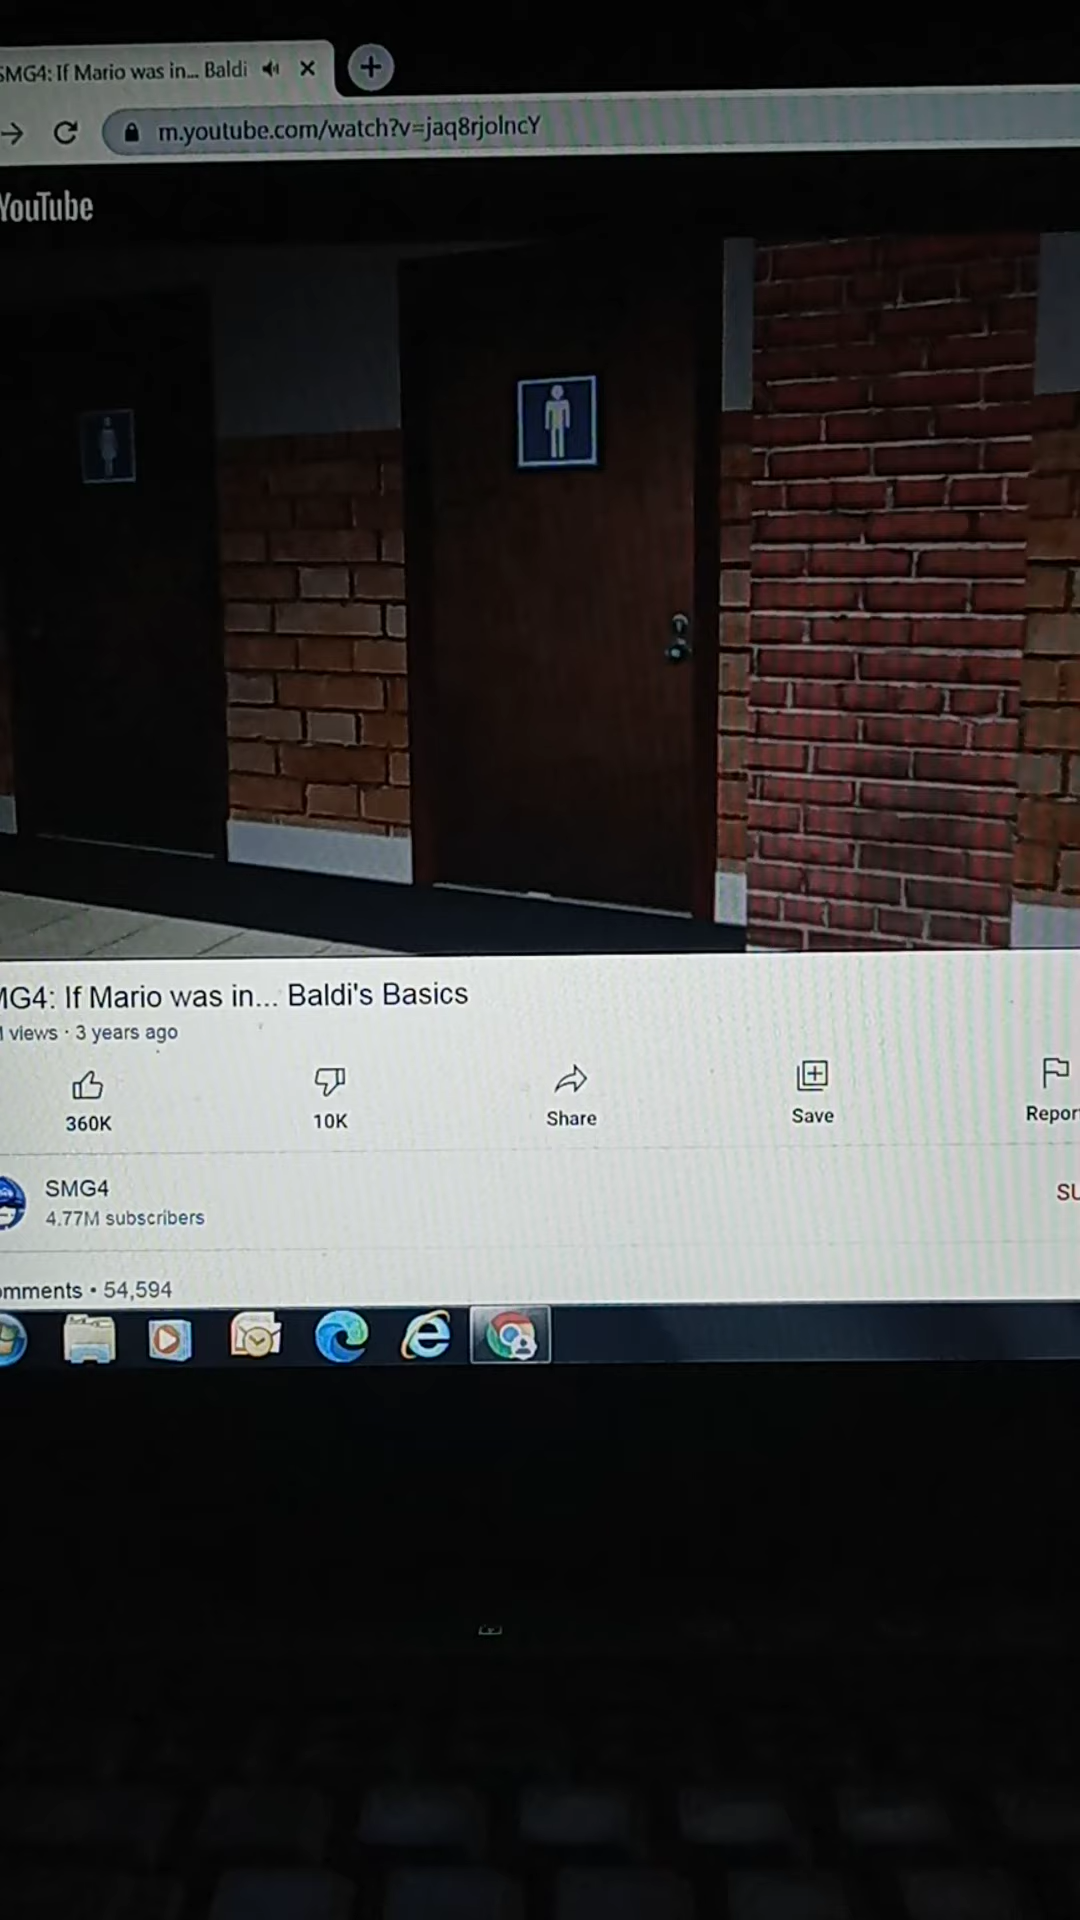 SMG4: If Mario was in... Baldi
m.youtube.com/watch?v=jaq8rjolncY
YouTube
MG4: If Mario was in... Baldi's Basics
views · 3 years ago
360K
10K
Share
Save
Repor
SMG4
4.77M subscribers
SU
omments • 54,594